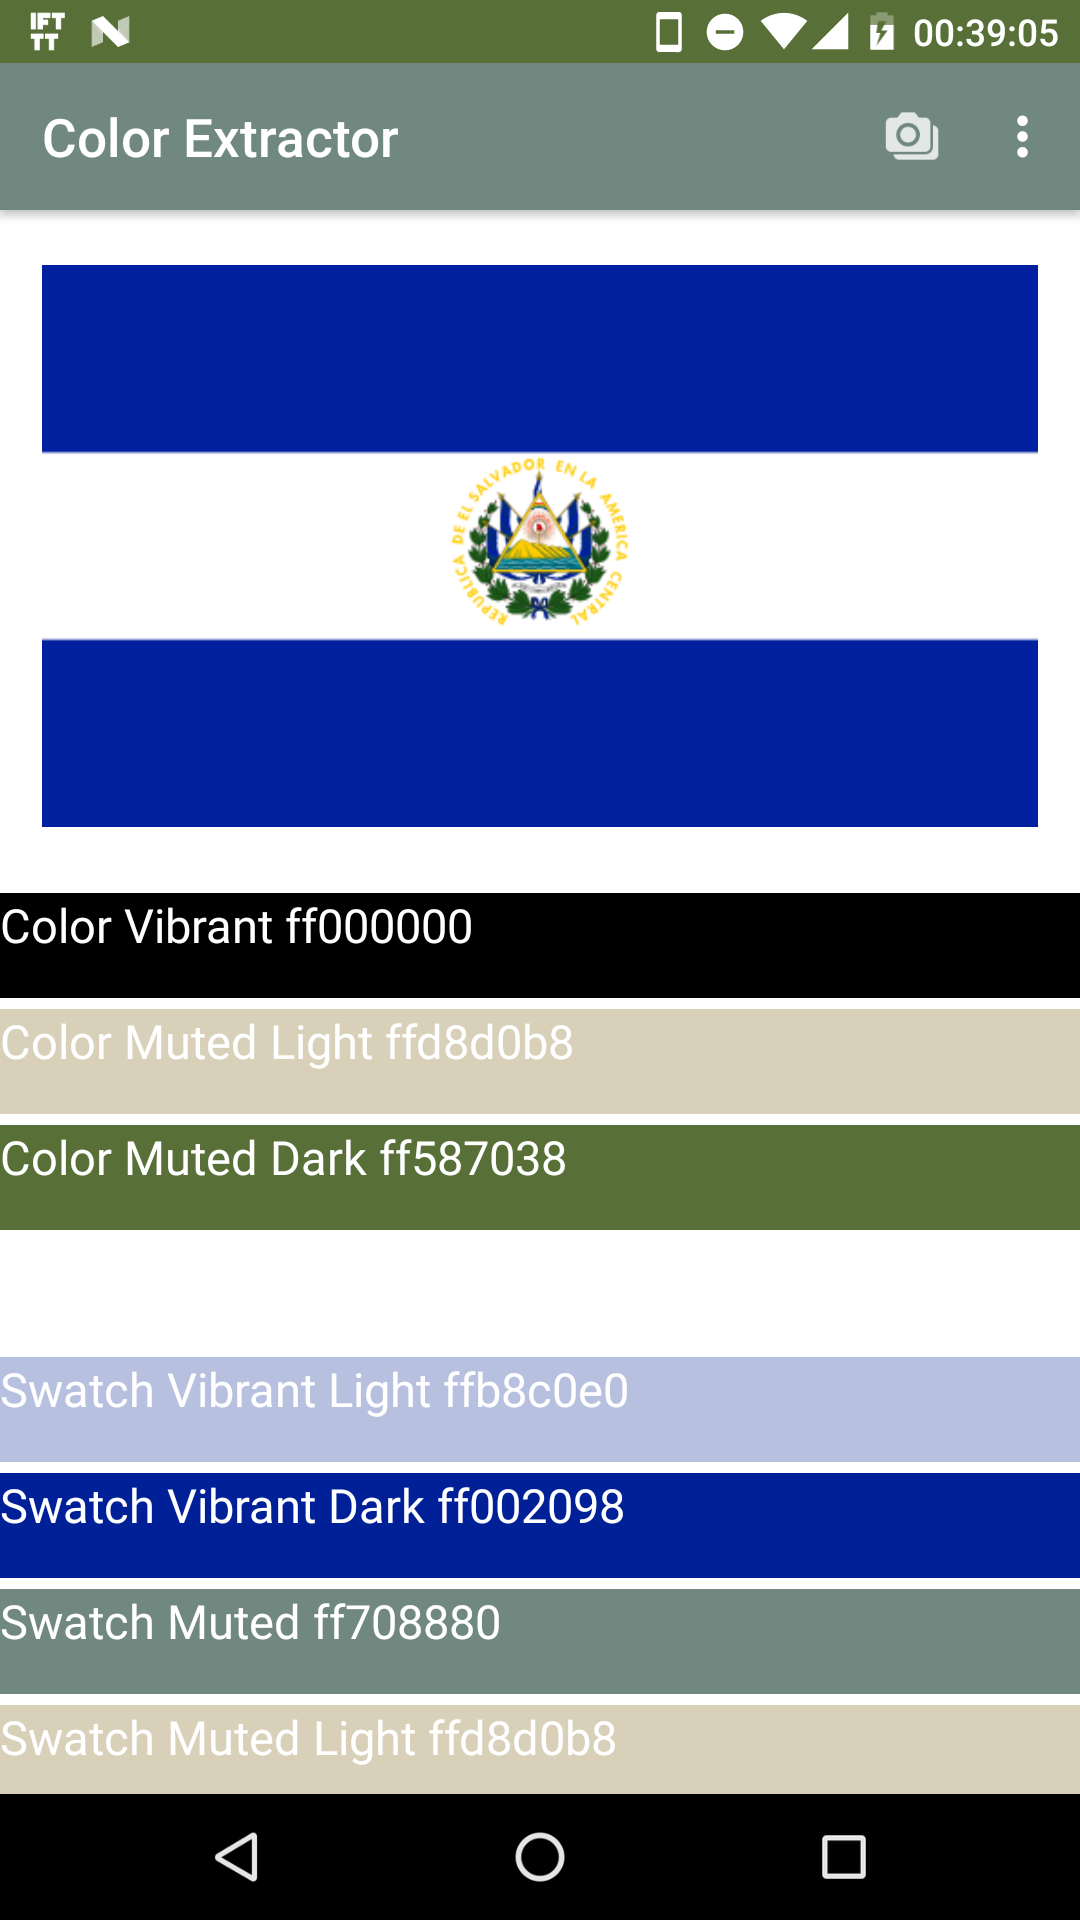 IFTTT
00:39:05
Color Extractor
REPUBLICA DE EL SALVADOR EN LA AMERICA CENTRAL
Color Vibrant ff000000
Color Muted Light ffd8d0b8
Color Muted Dark ff587038
Swatch Vibrant Light ffb8c0e0
Swatch Vibrant Dark ff002098
Swatch Muted ff708880
Swatch Muted Light ffd8d0b8